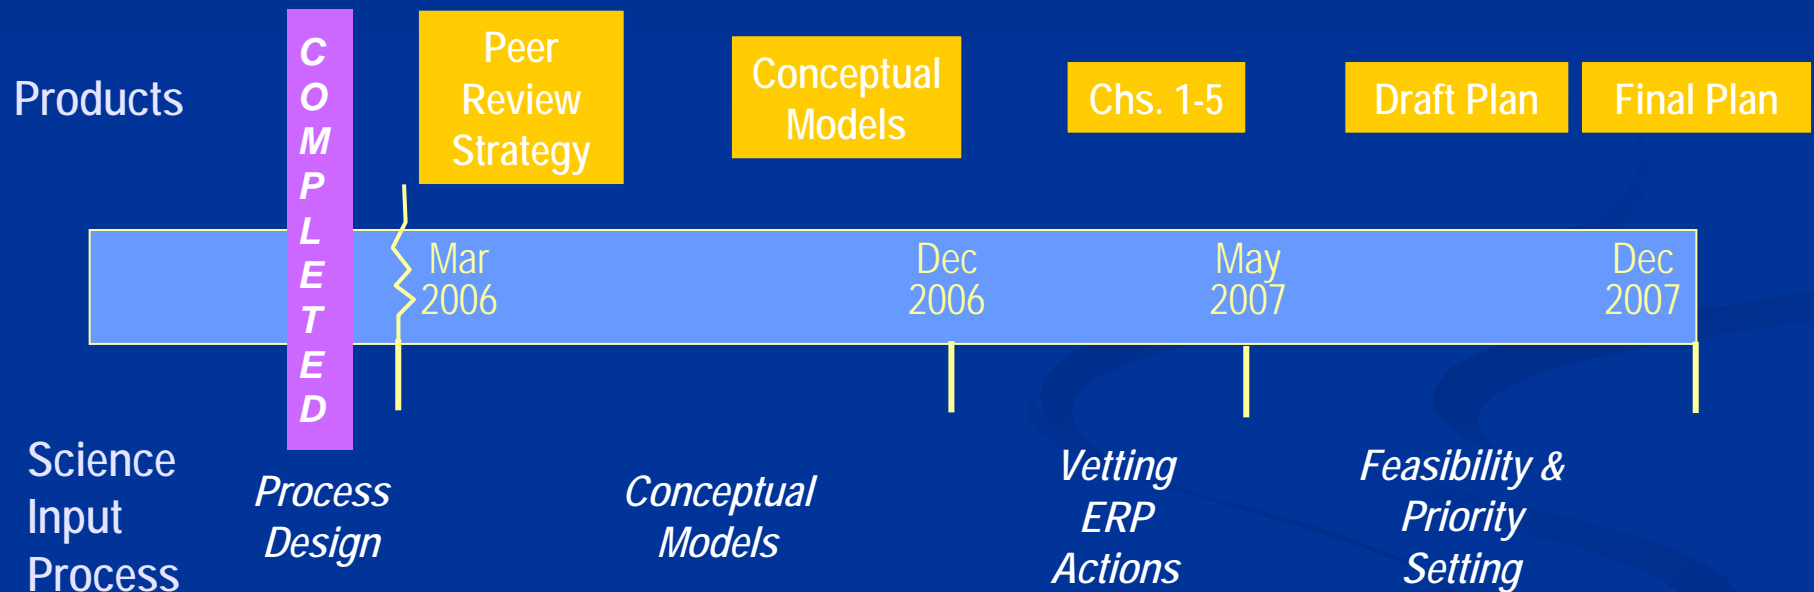 Products
C
O
M
P
L
E
T
E
D
Peer
Review
Strategy
Conceptual
Models
Chs. 1-5
Draft Plan
Final Plan
Mar
2006
Dec
2006
May
2007
Dec
2007
Science
Input
Process
Process
Design
Conceptual
Models
Vetting
ERP
Actions
Feasibility &
Priority
Setting